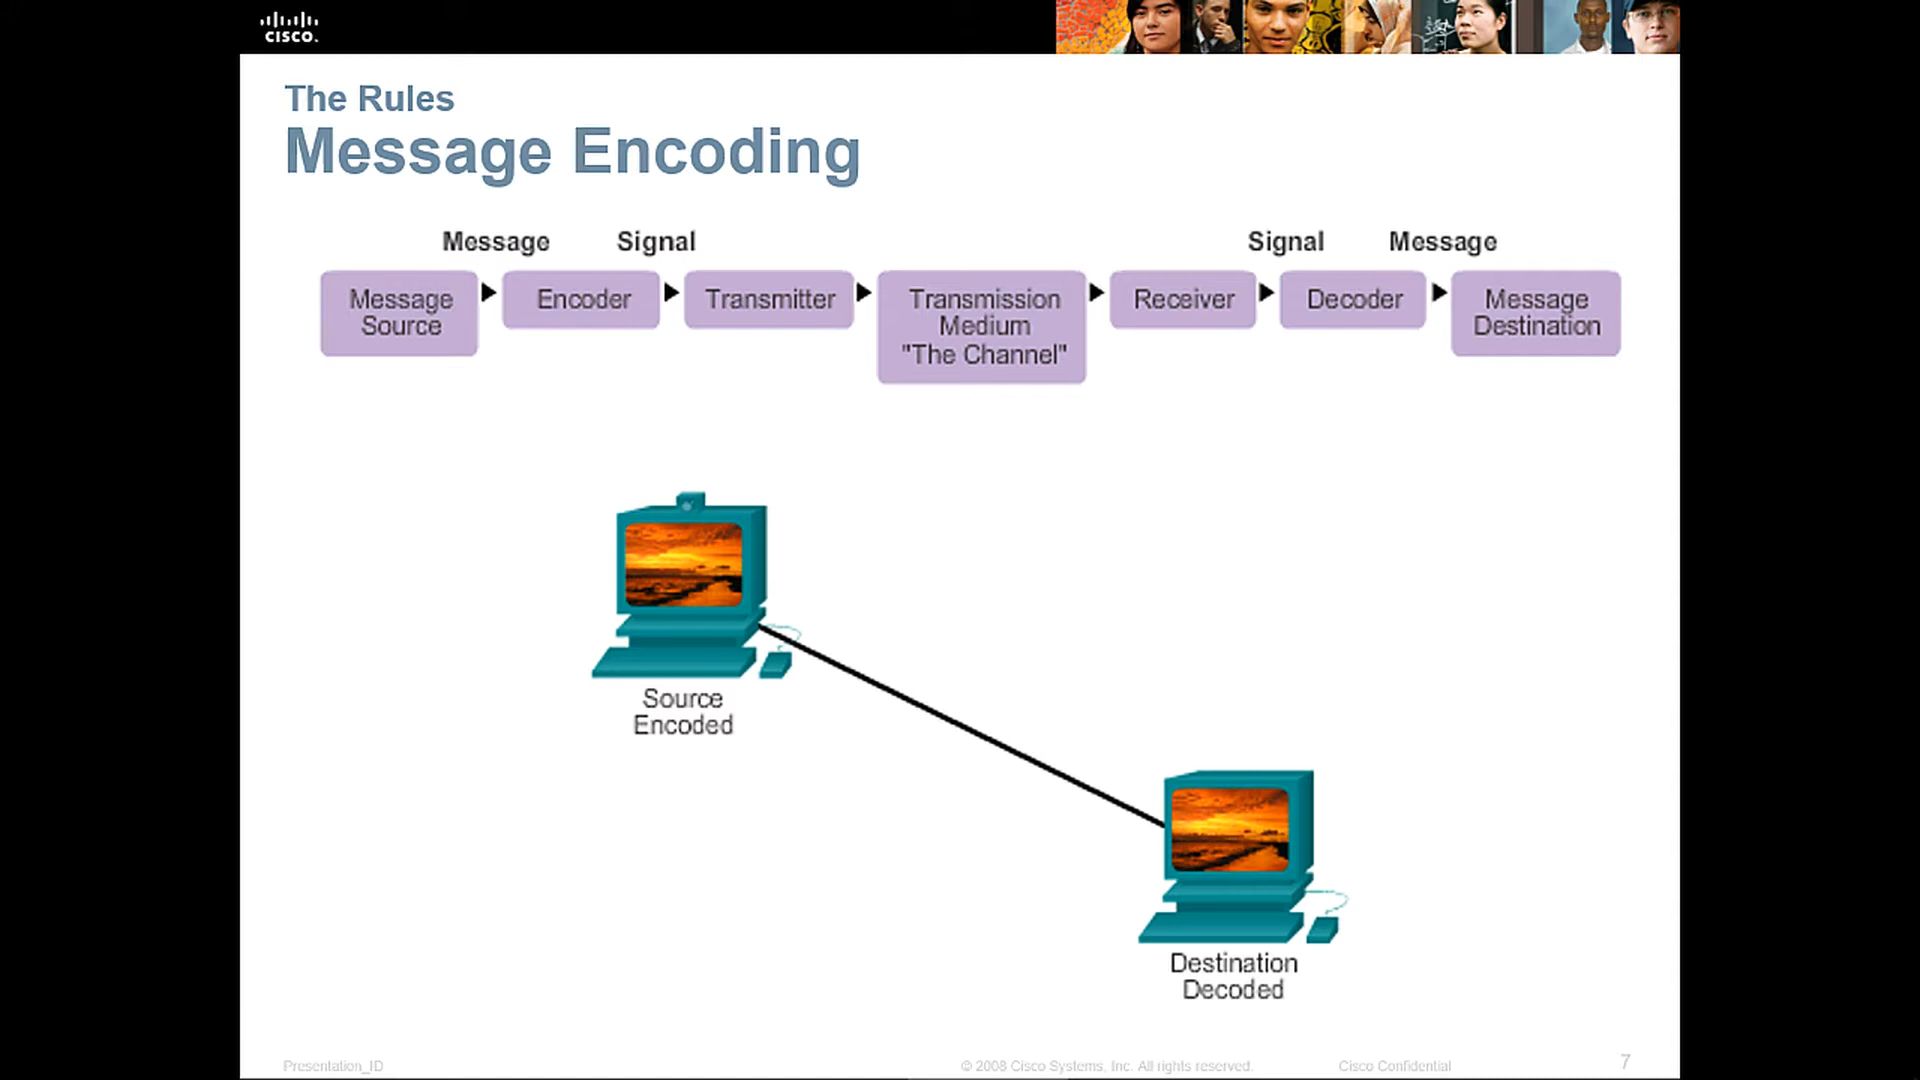 CISCO.
The Rules
Message Encoding
Message Signal Signal Message
Message Source
Encoder
Transmitter
Transmission
Medium
"The Channel"
Receiver
Decoder
Message
Destination
Source
Encoded
Destination
Decoded
Presentation_ID © 2008 Cisco Systems, Inc. All rights reserved. Cisco Confidential 7